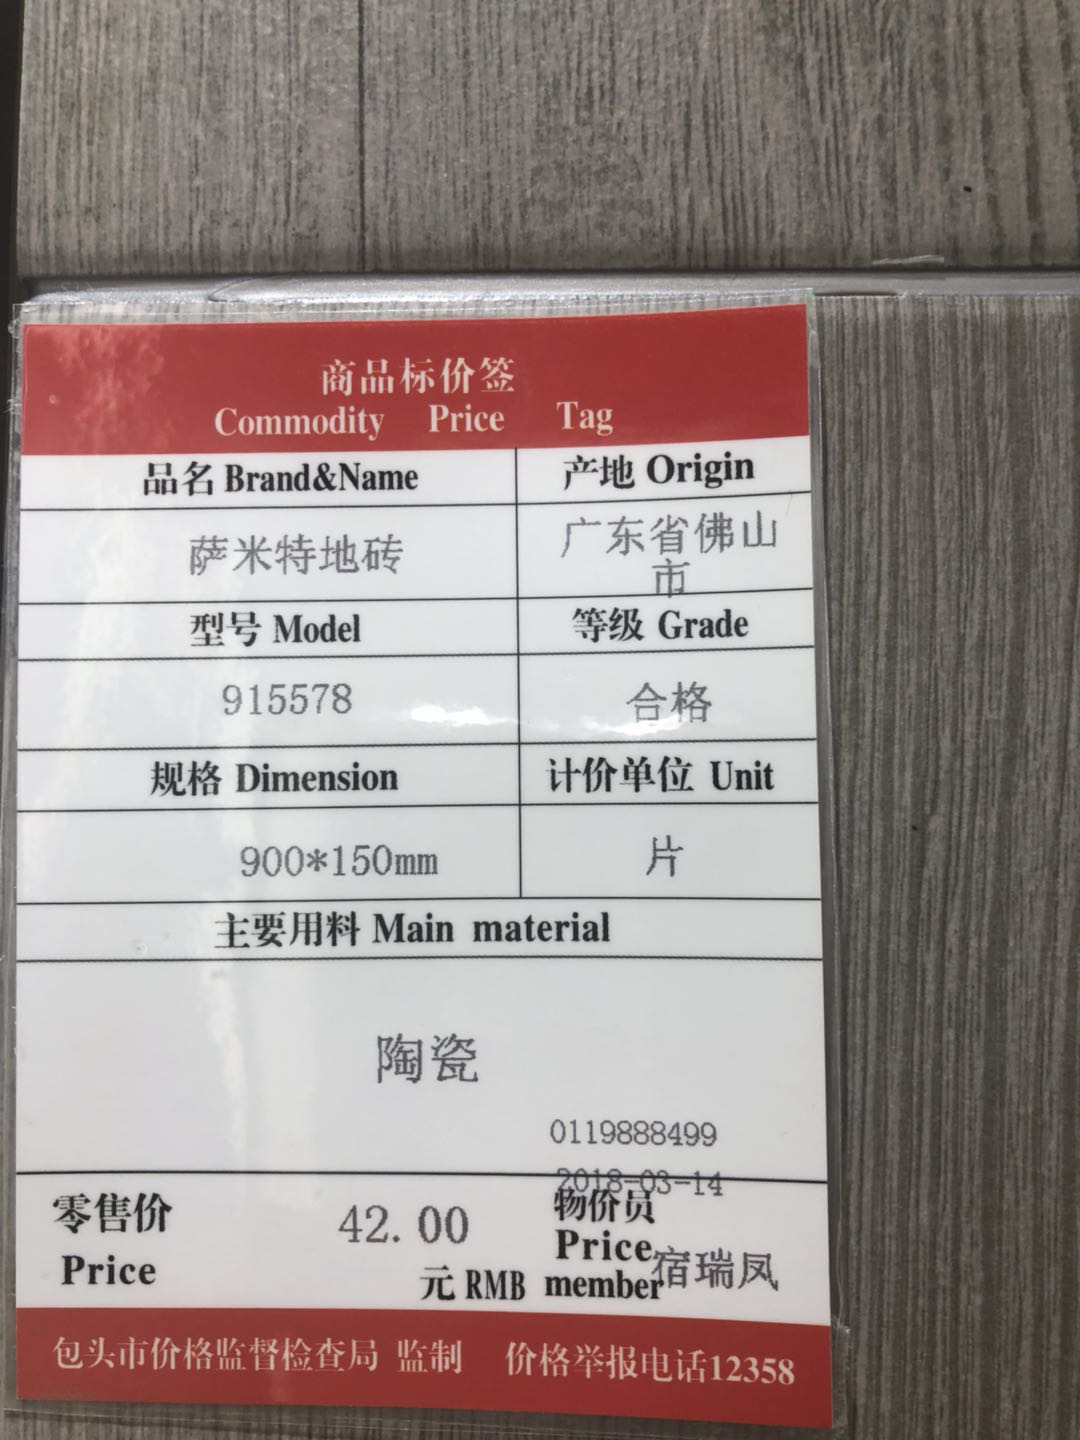 商品标价签
Commodity Price Tag
品名 Brand&Name 产地 Origin
萨米特地砖 广东省佛山市
型号 Model 等级 Grade
915578 合格
规格 Dimension 计价单位 Unit
900*150mm 片
主要用料 Main material
陶瓷
0119888499
2018-03-14
零售价 42.00 物价员
Price 元 RMB Price member 宿瑞凤
包头市价格监督检查局 监制 价格举报电话12358